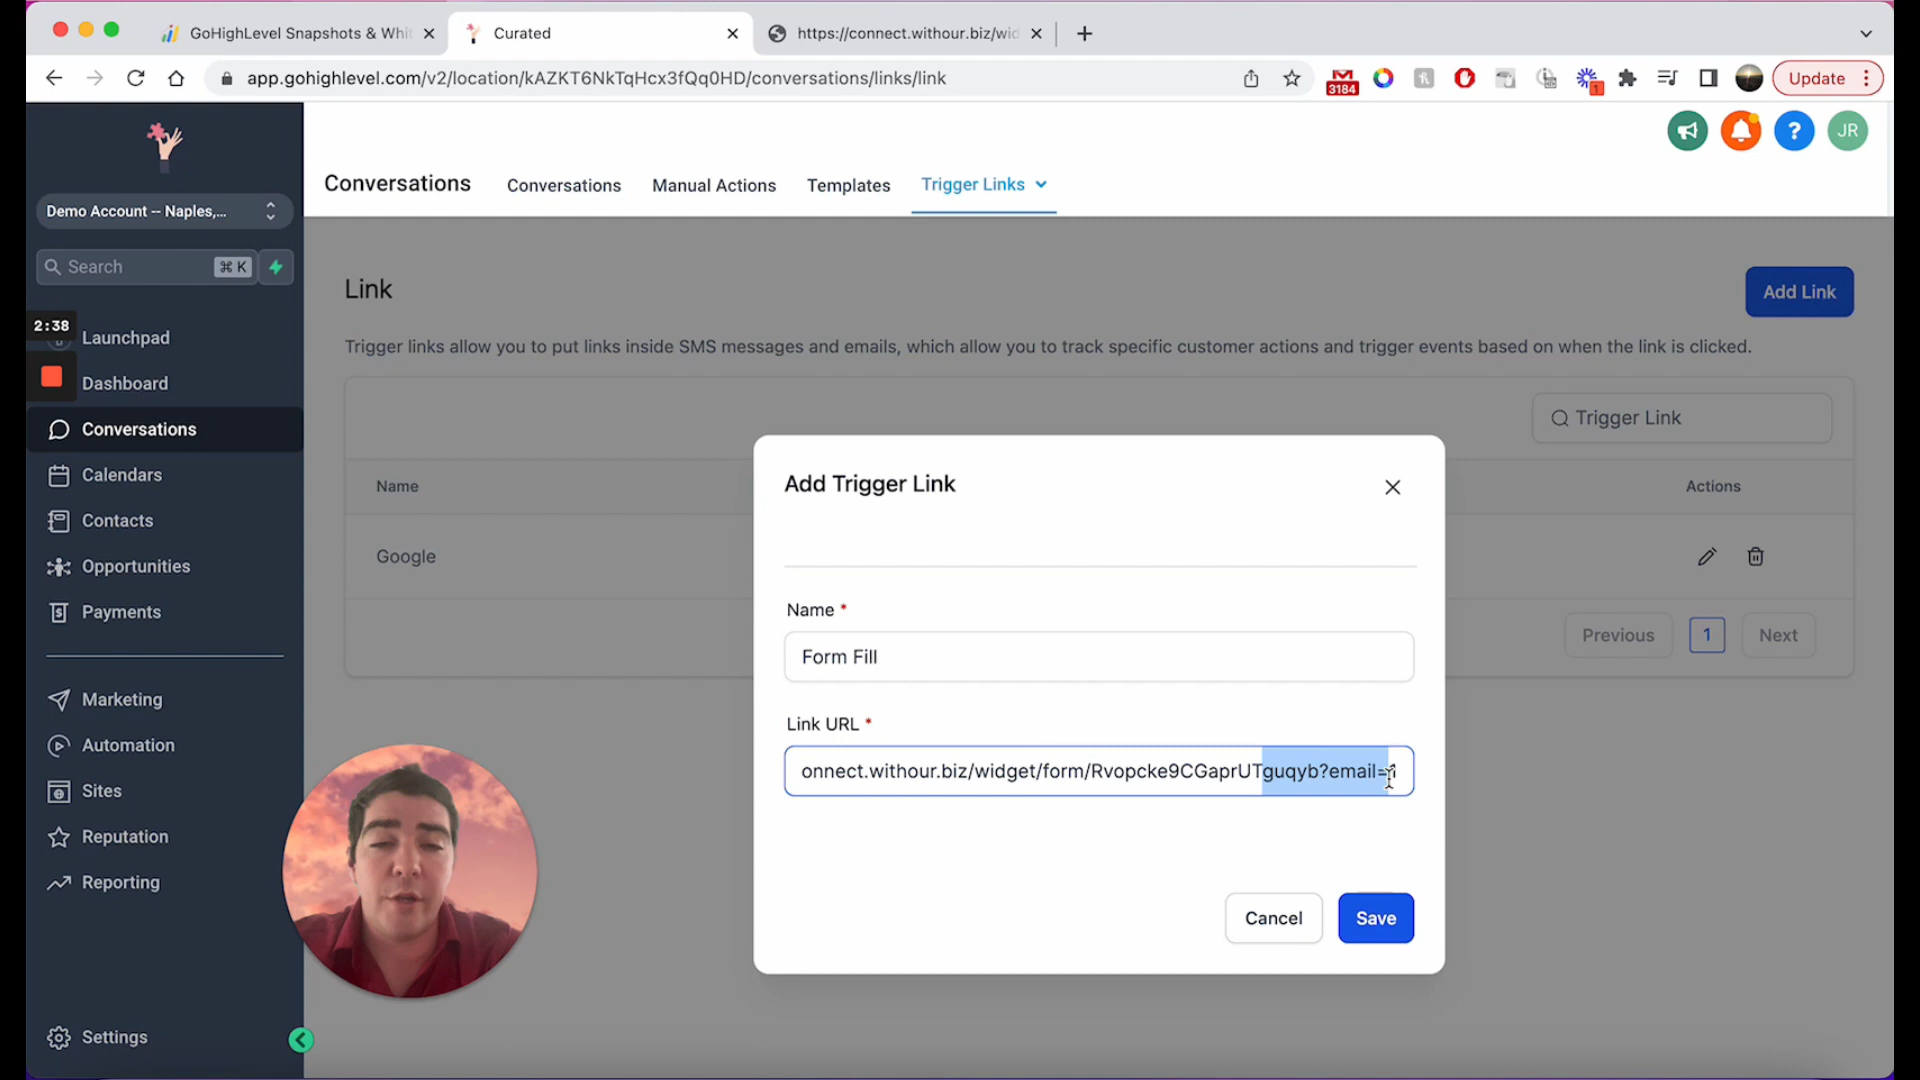 GoHighLevel Snapshots & Whit
Curated
https://connect.withour.biz/wid
app.gohighlevel.com/v2/location/kAZKT6NkTqHcx3fQq0HD/conversations/links/link
3184
1
Update
JR
Conversations
Conversations
Manual Actions
Templates
Trigger Links
Demo Account -- Naples,...
Search
⌘ K
2:38
Launchpad
Dashboard
Conversations
Calendars
Contacts
Opportunities
Payments
Marketing
Automation
Sites
Reputation
Reporting
Settings
Link
Add Link
Trigger links allow you to put links inside SMS messages and emails, which allow you to track specific customer actions and trigger events based on when the link is clicked.
Trigger Link
Name
Actions
Google
Previous
1
Next
Add Trigger Link
Name *
Form Fill
Link URL *
onnect.withour.biz/widget/form/Rvopcke9CGaprUTguqyb?email=
Cancel
Save